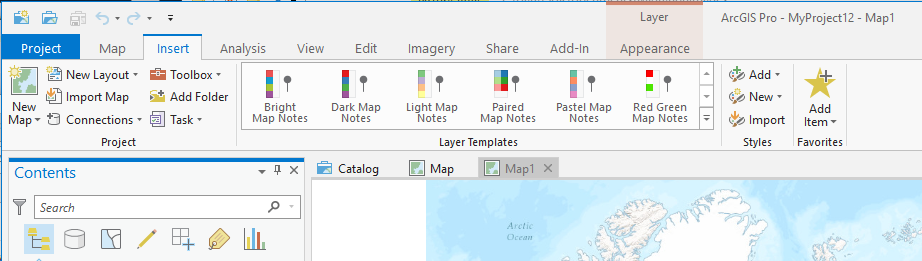 Layer
ArcGIS Pro - MyProject12 - Map1
Project Map Insert Analysis View Edit Imagery Share Add-In Appearance
New Map
New Layout
Import Map
Connections
Toolbox
Add Folder
Task
Project
Bright Map Notes
Dark Map Notes
Light Map Notes
Paired Map Notes
Pastel Map Notes
Red Green Map Notes
Layer Templates
Add
New
Import
Styles
Add Item
Favorites
Contents
Search
Catalog Map Map1
Arctic
Ocean